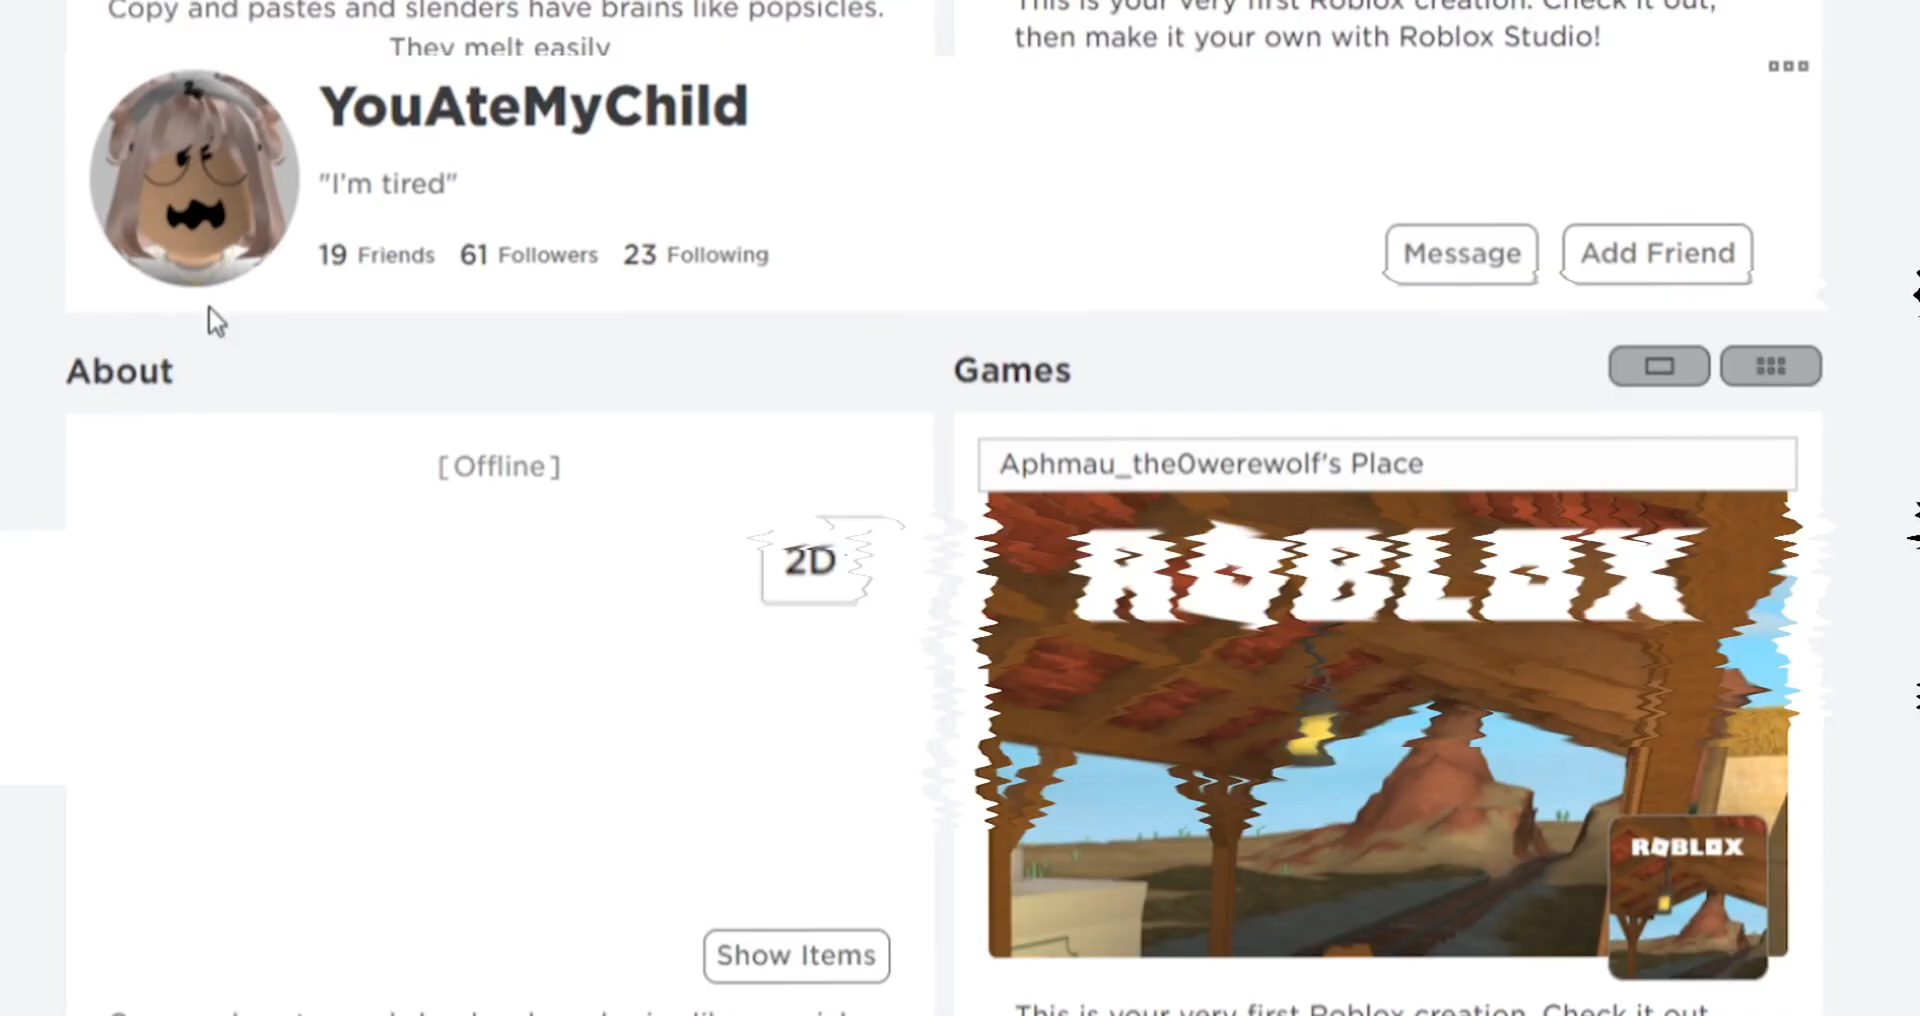 Copy and pastes and slenders have brains like popsicles.
They melt easily
This is your very first Roblox creation. Check it out,
then make it your own with Roblox Studio!
YouAteMyChild
"I'm tired"
19 Friends 61 Followers 23 Following
Message
Add Friend
About
Games
[ Offline ]
2D
Show Items
Aphmau_the0werewolf's Place
ROBLOX
ROBLOX
This is your very first Roblox creation. Check it out